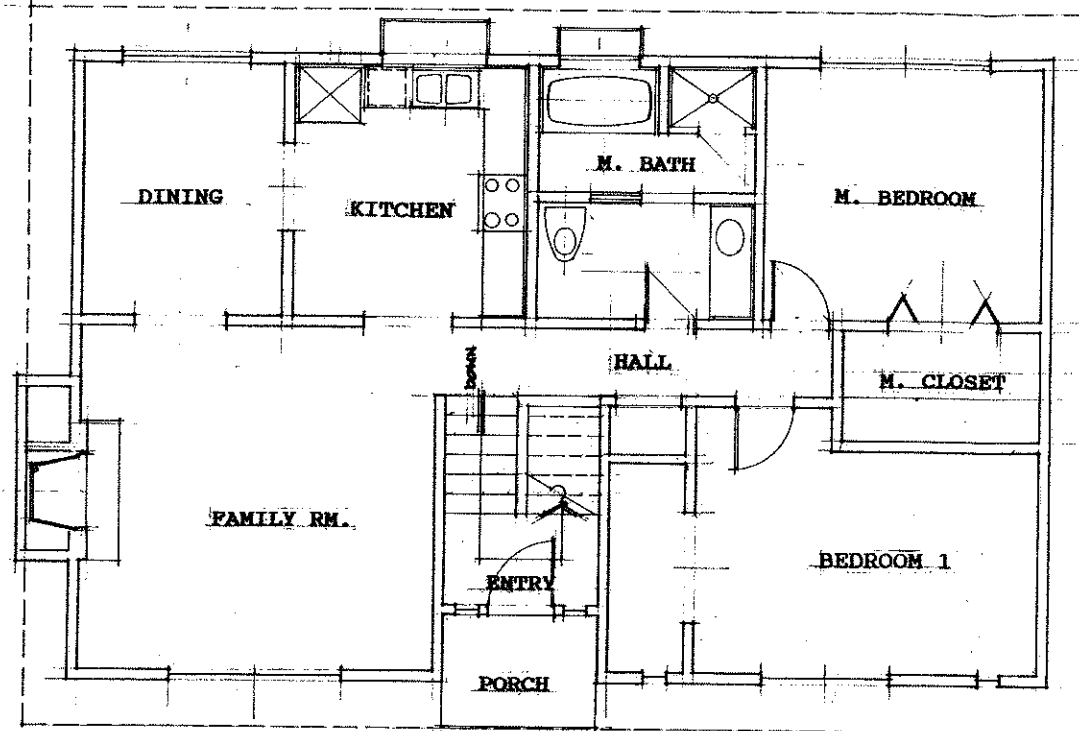 M. BATH
DINING
KITCHEN
M. BEDROOM
HALL
DOWN
M. CLOSET
FAMILY RM.
BEDROOM 1
ENTRY
PORCH